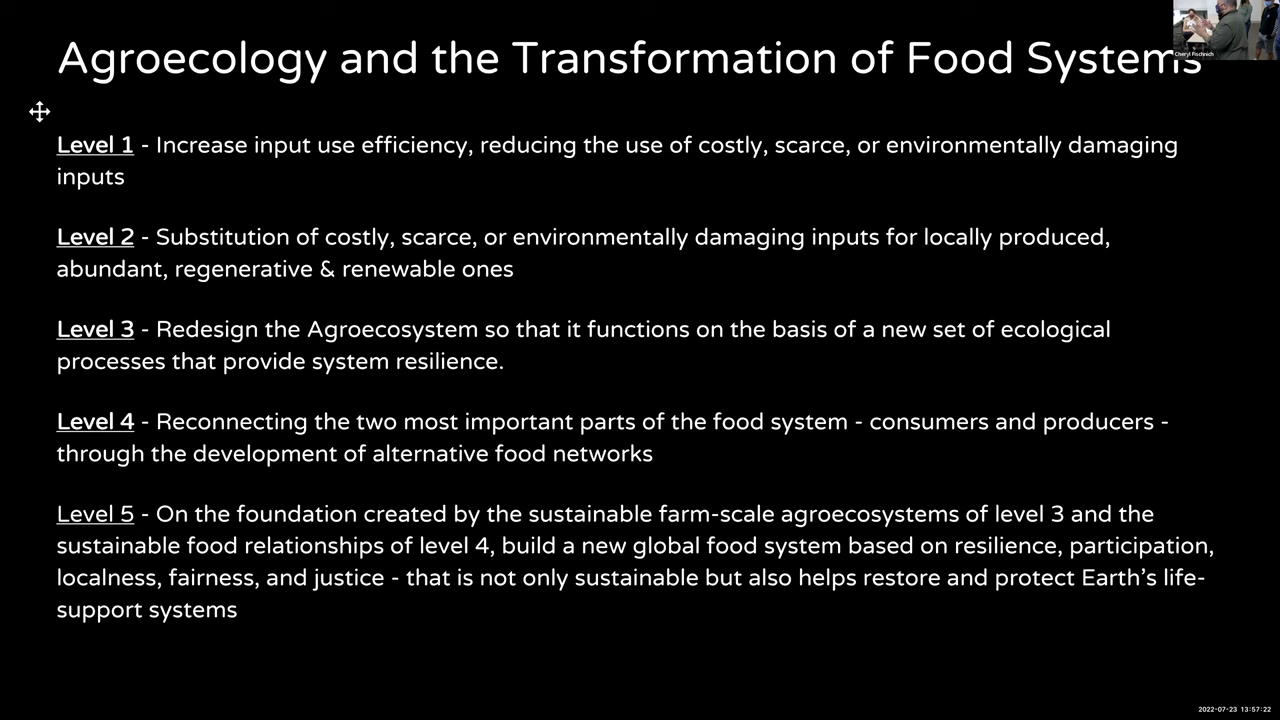 Agroecology and the Transformation of Food Systems
Cheryl Fischnich
Level 1 - Increase input use efficiency, reducing the use of costly, scarce, or environmentally damaging
inputs
Level 2 - Substitution of costly, scarce, or environmentally damaging inputs for locally produced,
abundant, regenerative & renewable ones
Level 3 - Redesign the Agroecosystem so that it functions on the basis of a new set of ecological
processes that provide system resilience.
Level 4 - Reconnecting the two most important parts of the food system - consumers and producers -
through the development of alternative food networks
Level 5 - On the foundation created by the sustainable farm-scale agroecosystems of level 3 and the
sustainable food relationships of level 4, build a new global food system based on resilience, participation,
localness, fairness, and justice - that is not only sustainable but also helps restore and protect Earth’s life-
support systems
2022-07-23 13:57:22